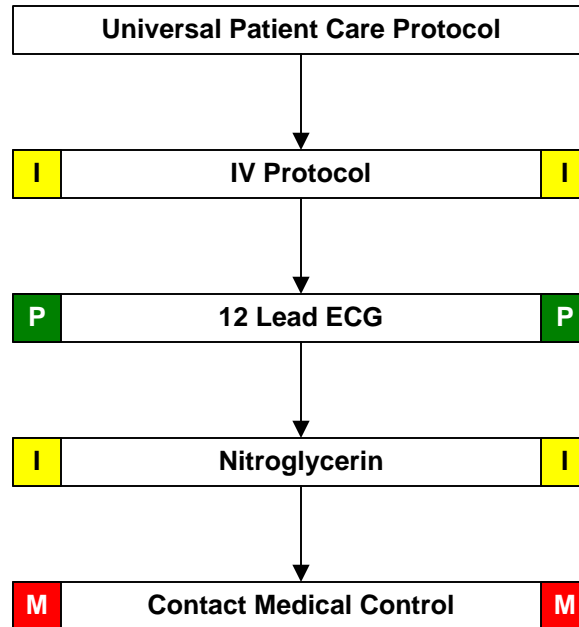 Universal Patient Care Protocol
I IV Protocol I
P 12 Lead ECG P
I Nitroglycerin I
M Contact Medical Control M